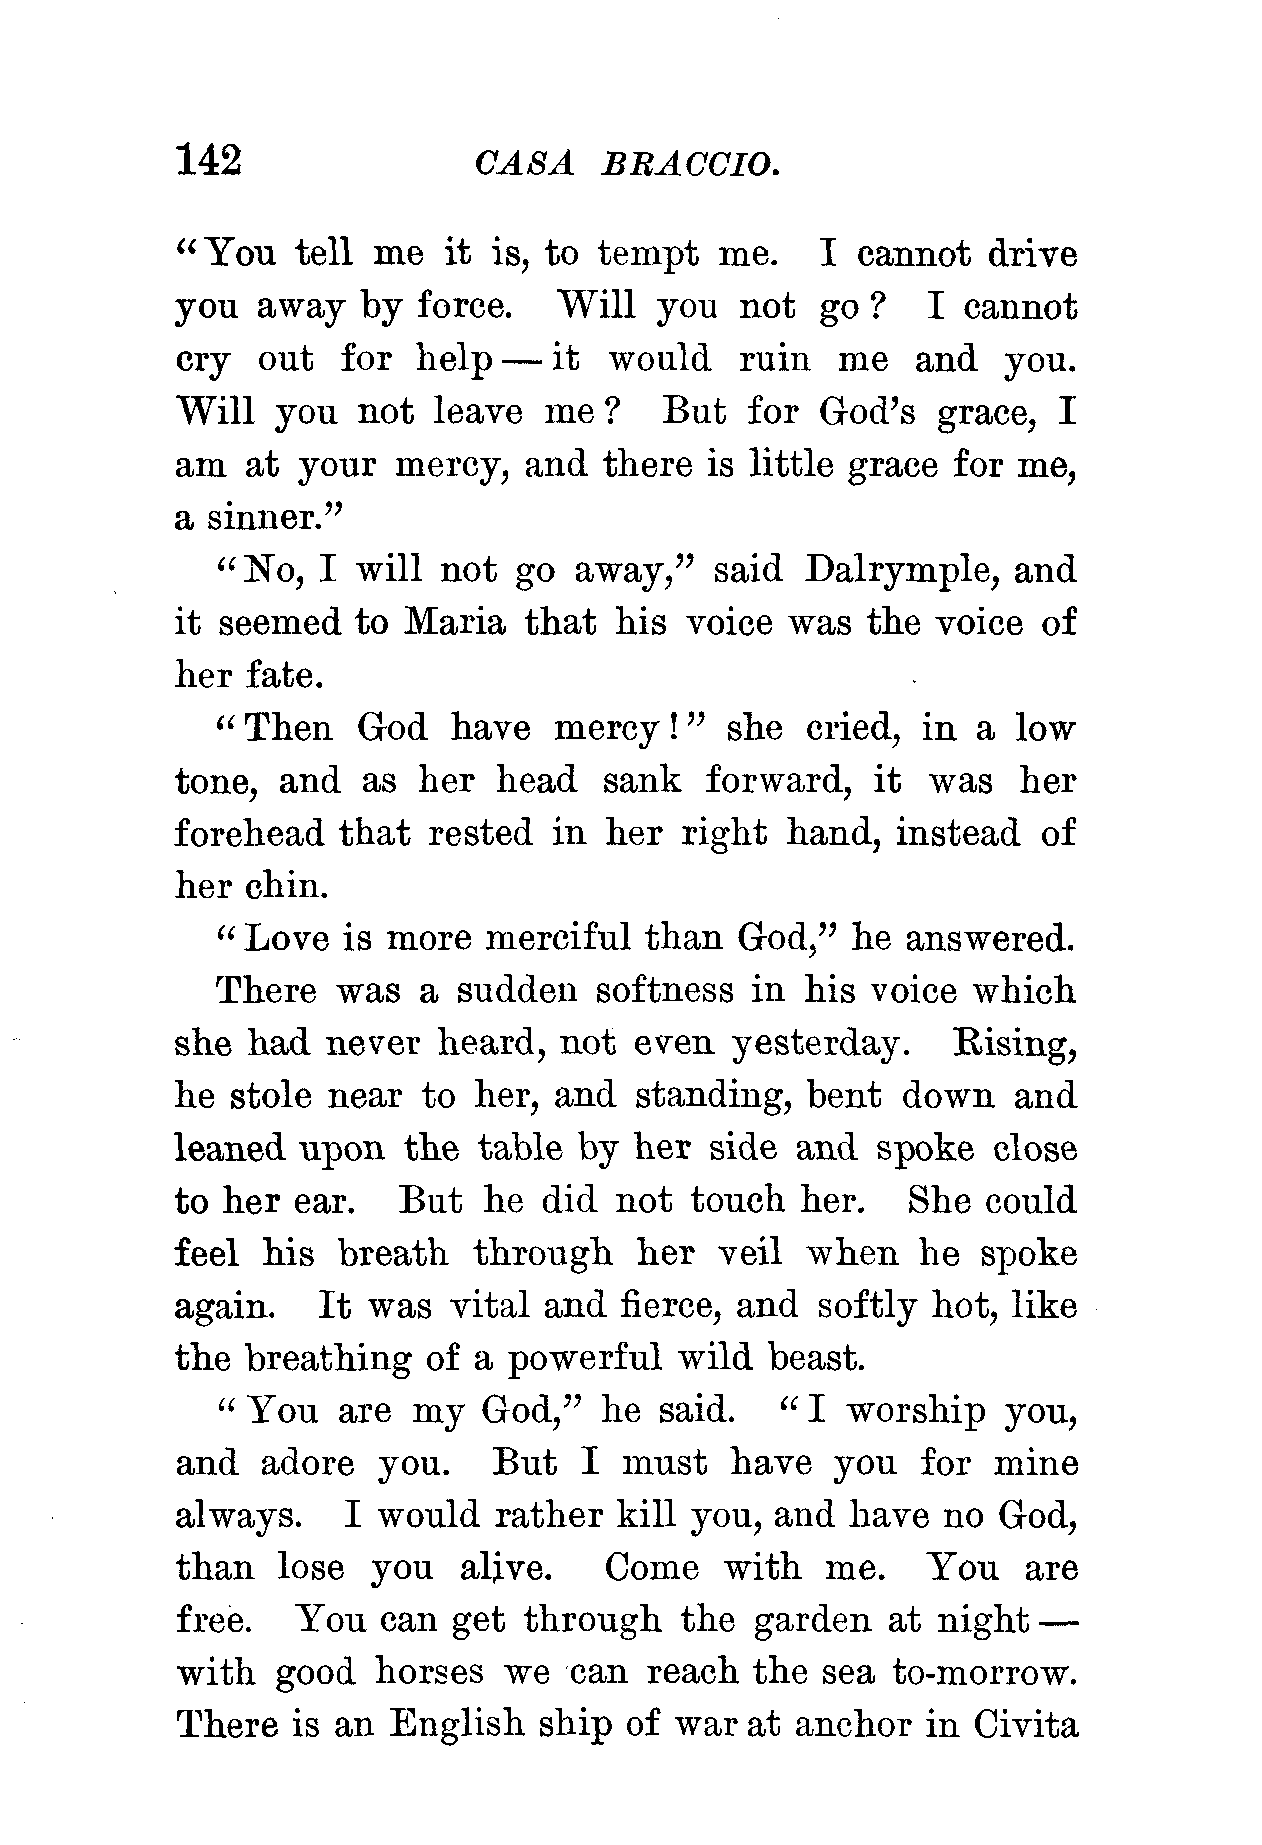 142 CASA BRACCIO.
"You tell me it is, to tempt me. I cannot drive
you away by force. Will you not go? I cannot
cry out for help — it would ruin me and you.
Will you not leave me? But for God's grace, I
am at your mercy, and there is little grace for me,
a sinner."
"No, I will not go away," said Dalrymple, and
it seemed to Maria that his voice was the voice of
her fate.
"Then God have mercy!" she cried, in a low
tone, and as her head sank forward, it was her
forehead that rested in her right hand, instead of
her chin.
"Love is more merciful than God," he answered.
There was a sudden softness in his voice which
she had never heard, not even yesterday. Rising,
he stole near to her, and standing, bent down and
leaned upon the table by her side and spoke close
to her ear. But he did not touch her. She could
feel his breath through her veil when he spoke
again. It was vital and fierce, and softly hot, like
the breathing of a powerful wild beast.
"You are my God," he said. "I worship you,
and adore you. But I must have you for mine
always. I would rather kill you, and have no God,
than lose you alive. Come with me. You are
free. You can get through the garden at night —
with good horses we can reach the sea to-morrow.
There is an English ship of war at anchor in Civita